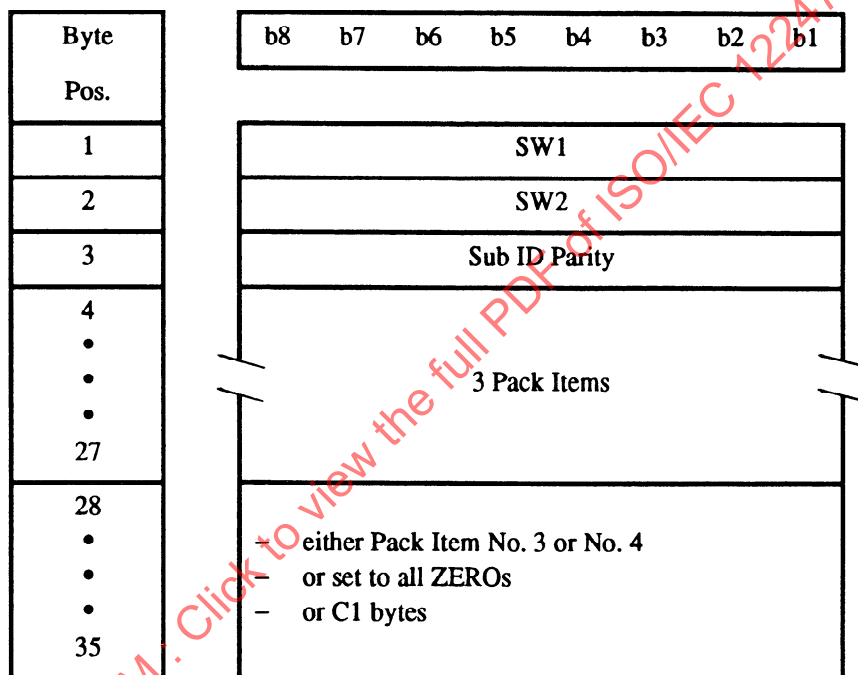 Byte Pos. b8 b7 b6 b5 b4 b3 b2 b1
1 SW1
2 SW2
3 Sub ID Parity
4
•
•
•
27
3 Pack Items
28
•
•
•
35
– either Pack Item No. 3 or No. 4
– or set to all ZEROs
– or C1 bytes
M : Click to view the full PDF of ISO/IEC 12247